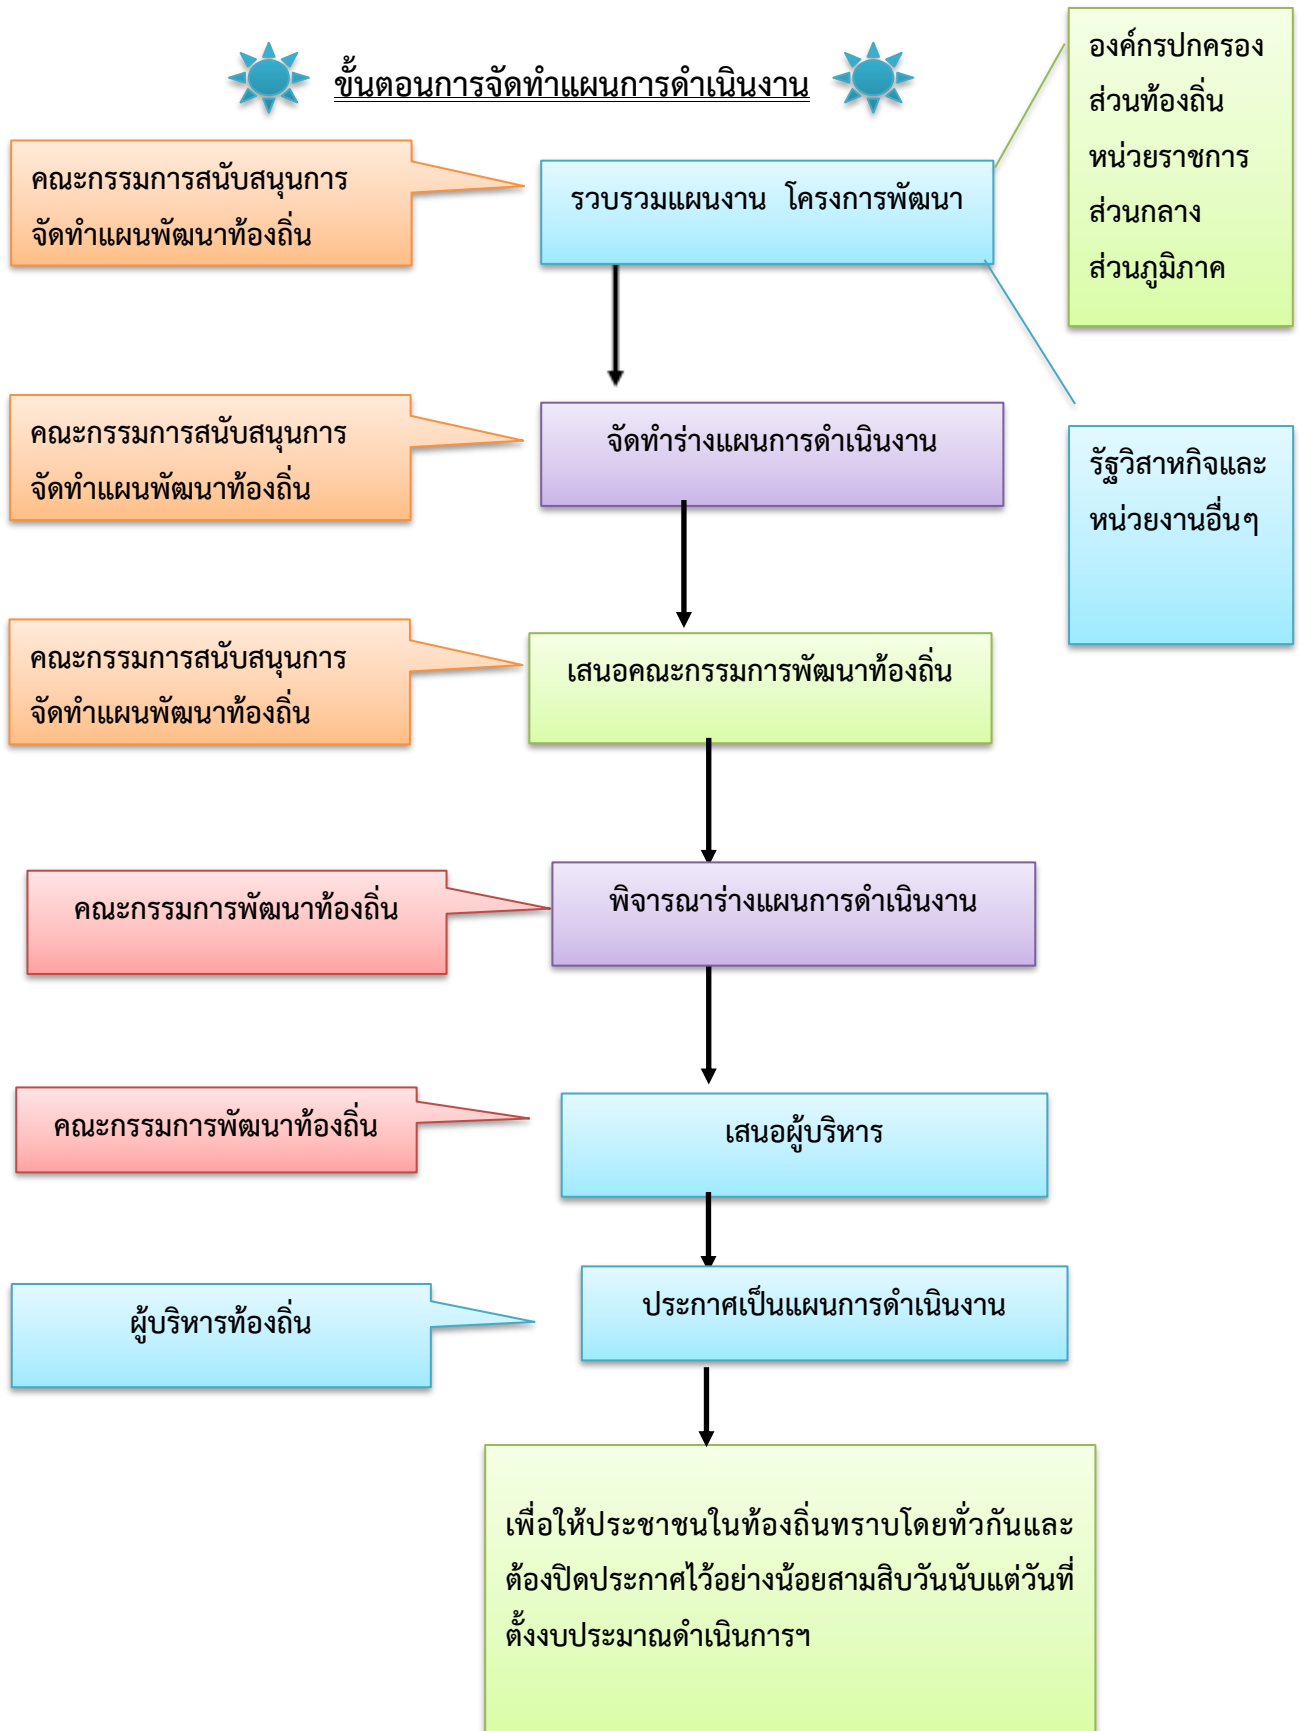 ขั้นตอนการจัดทำแผนการดำเนินงาน
องค์กรปกครอง
ส่วนท้องถิ่น
หน่วยราชการ
ส่วนกลาง
ส่วนภูมิภาค
คณะกรรมการสนับสนุนการ
จัดทำแผนพัฒนาท้องถิ่น
รวบรวมแผนงาน โครงการพัฒนา
คณะกรรมการสนับสนุนการ
จัดทำแผนพัฒนาท้องถิ่น
จัดทำร่างแผนการดำเนินงาน
รัฐวิสาหกิจและ
หน่วยงานอื่นๆ
คณะกรรมการสนับสนุนการ
จัดทำแผนพัฒนาท้องถิ่น
เสนอคณะกรรมการพัฒนาท้องถิ่น
คณะกรรมการพัฒนาท้องถิ่น
พิจารณาร่างแผนการดำเนินงาน
คณะกรรมการพัฒนาท้องถิ่น
เสนอผู้บริหาร
ผู้บริหารท้องถิ่น
ประกาศเป็นแผนการดำเนินงาน
เพื่อให้ประชาชนในท้องถิ่นทราบโดยทั่วกันและ
ต้องปิดประกาศไว้อย่างน้อยสามสิบวันนับแต่วันที่
ตั้งงบประมาณดำเนินการฯ